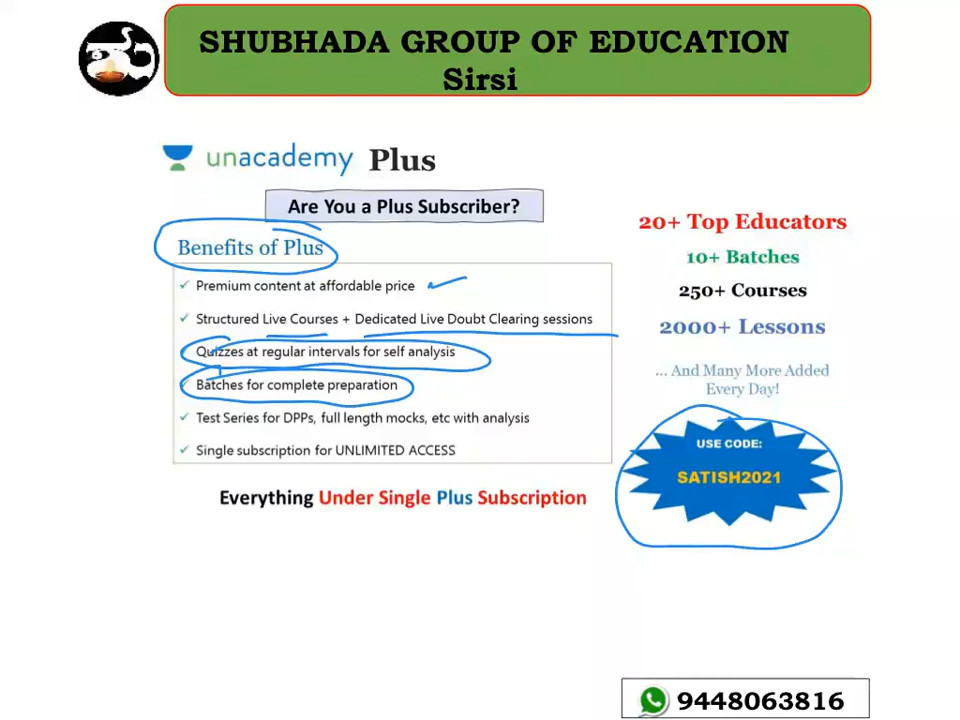 SHUBHADA GROUP OF EDUCATION
Sirsi
unacademy Plus
Are You a Plus Subscriber?
Benefits of Plus
Premium content at affordable price
Structured Live Courses + Dedicated Live Doubt Clearing sessions
Quizzes at regular intervals for self analysis
Batches for complete preparation
Test Series for DPPs, full length mocks, etc with analysis
Single subscription for UNLIMITED ACCESS
Everything Under Single Plus Subscription
20+ Top Educators
10+ Batches
250+ Courses
2000+ Lessons
... And Many More Added
Every Day!
USE CODE:
SATISH2021
9448063816